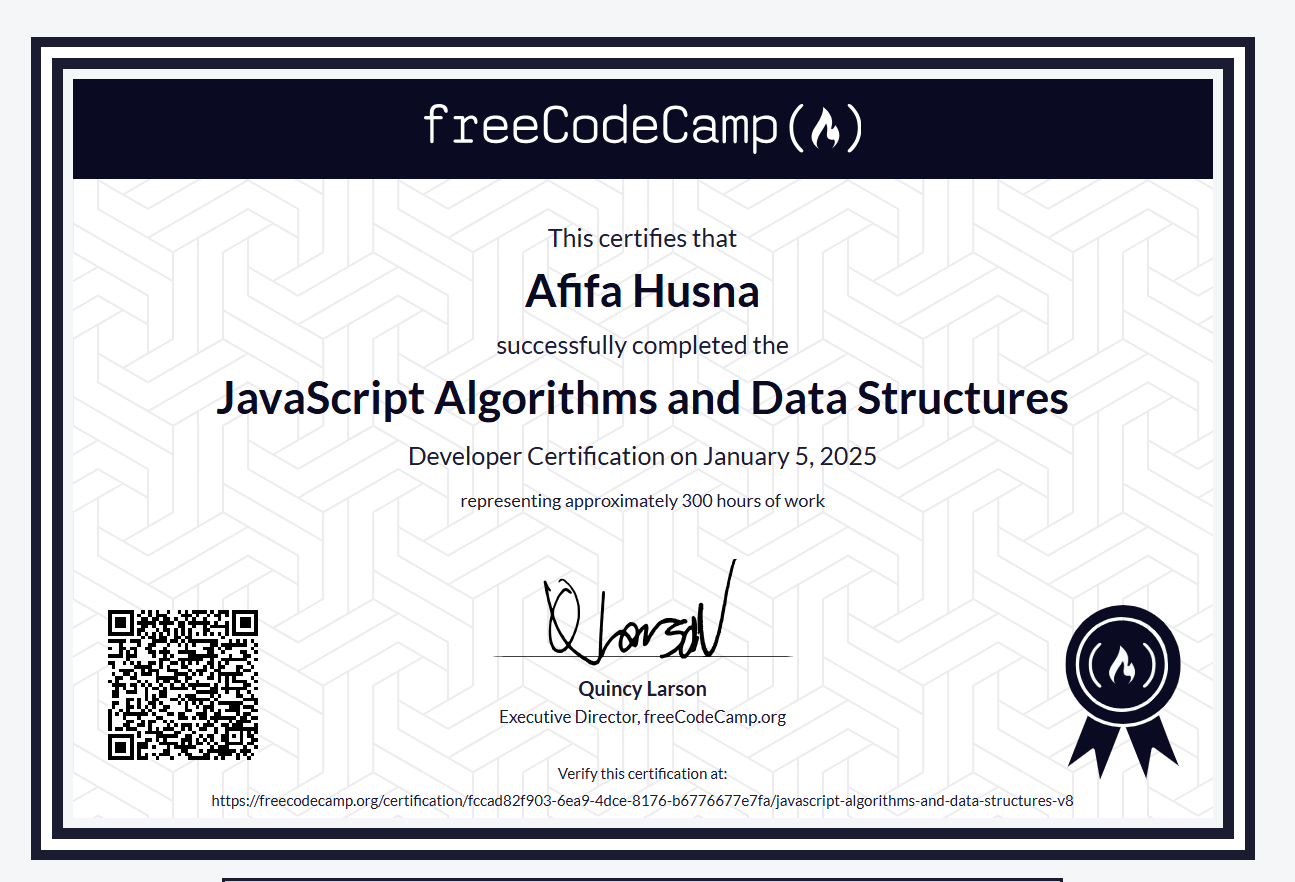 freeCodeCamp(🔥)
This certifies that
Afifa Husna
successfully completed the
JavaScript Algorithms and Data Structures
Developer Certification on January 5, 2025
representing approximately 300 hours of work
Quincy Larson
Executive Director, freeCodeCamp.org
Verify this certification at:
https://freecodecamp.org/certification/fccad82f903-6ea9-4dce-8176-b6776677e7fa/javascript-algorithms-and-data-structures-v8